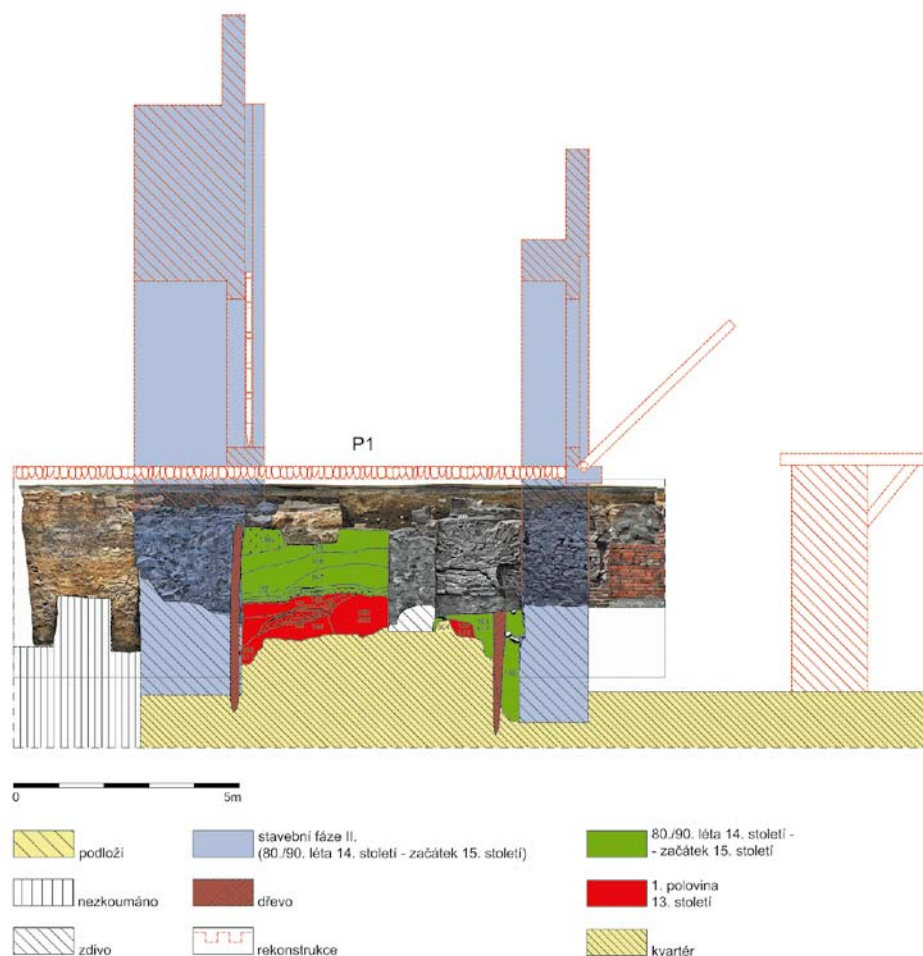 P1
0 5m
podloží
nezkoumáno
zdivo
stavební fáze II.
(80./90. léta 14. století - začátek 15. století)
dřevo
rekonstrukce
80./90. léta 14. století -
- začátek 15. století
1. polovina
13. století
kvartér